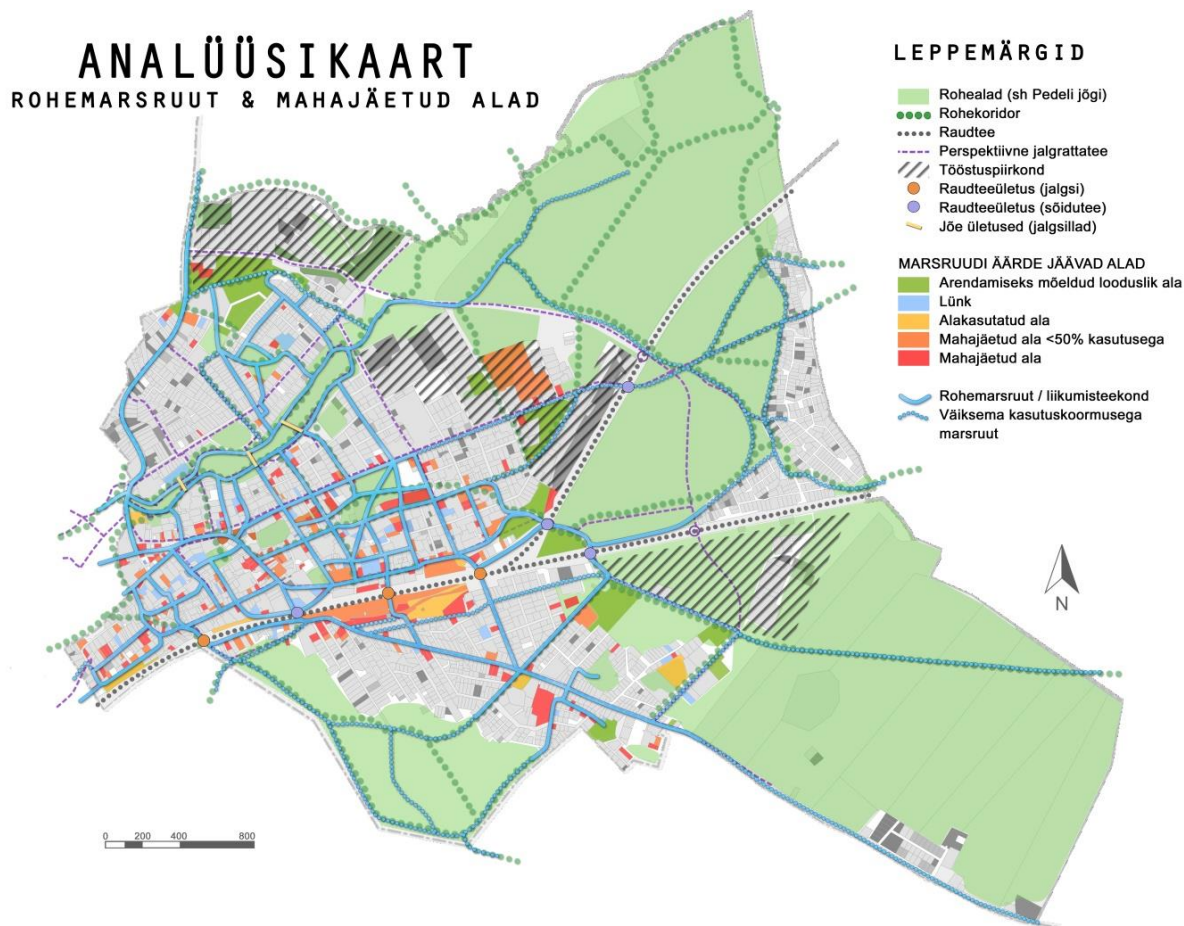 ANALÜÜSIKAART
ROHEMARSRUUT & MAHAJÄETUD ALAD
LEPPEMÄRGID
Rohealad (sh Pedeli jõgi)
Rohekoridor
Raudtee
Perspektiivne jalgrattatee
Tööstuspiirkond
Raudteeületus (jalgsi)
Raudteeületus (sõidutee)
Jõe ületused (jalgsillad)
MARSRUUDI ÄÄRDE JÄÄVAD ALAD
Arendamiseks mõeldud looduslik ala
Lünk
Alakasutatud ala
Mahajäetud ala <50% kasutusega
Mahajäetud ala
Rohemarsruut / liikumisteekond
Väiksema kasutuskoormusega
marsruut
N
0 200 400 800